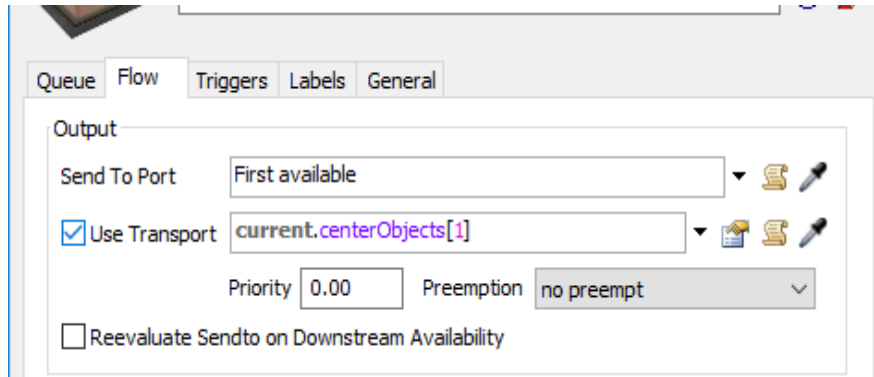 Queue Flow Triggers Labels General
Output
Send To Port First available
Use Transport current.centerObjects[1]
Priority 0.00 Preemption no preempt
Reevaluate Sendto on Downstream Availability